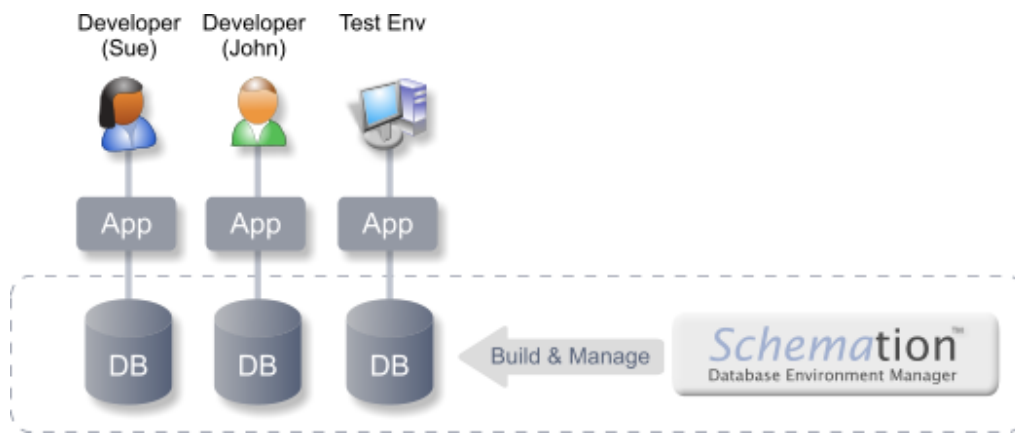 Developer
(Sue)
Developer
(John)
Test Env
App
App
App
DB
DB
DB
Build & Manage
Schemation™
Database Environment Manager